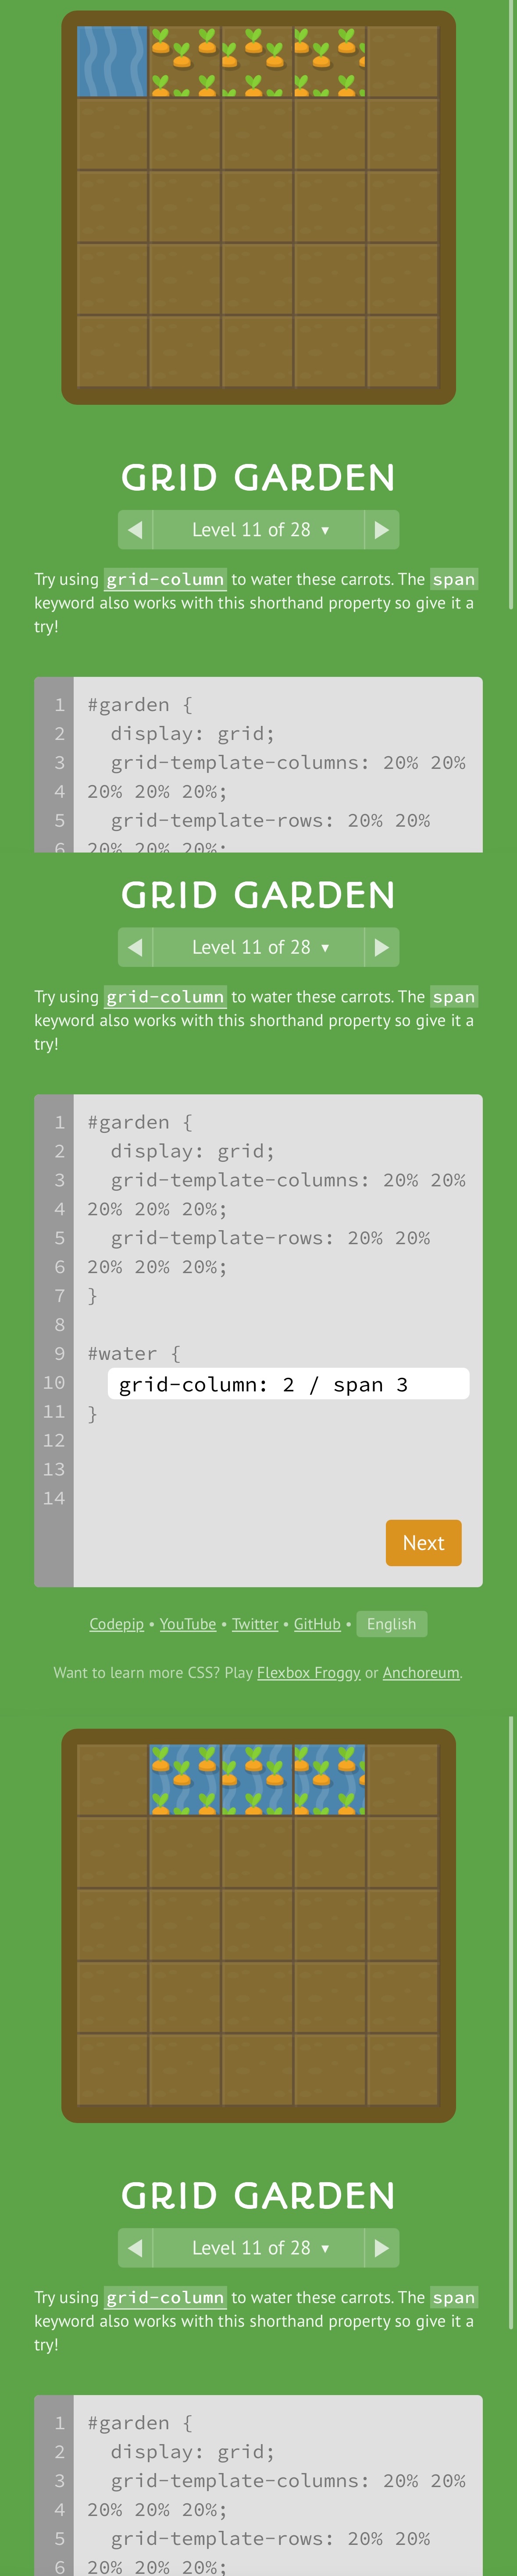 GRID GARDEN
Level 11 of 28 ▼
Try using grid-column to water these carrots. The span
keyword also works with this shorthand property so give it a
try!
1 #garden {
2 display: grid;
3 grid-template-columns: 20% 20%
4 20% 20% 20%;
5 grid-template-rows: 20% 20%
6 20% 20% 20%;
GRID GARDEN
Level 11 of 28 ▼
Try using grid-column to water these carrots. The span
keyword also works with this shorthand property so give it a
try!
1 #garden {
2 display: grid;
3 grid-template-columns: 20% 20%
4 20% 20% 20%;
5 grid-template-rows: 20% 20%
6 20% 20% 20%;
7 }
8
9 #water {
10 grid-column: 2 / span 3
11 }
12
13
14
Next
Codepip • YouTube • Twitter • GitHub • English
Want to learn more CSS? Play Flexbox Froggy or Anchoreum.
GRID GARDEN
Level 11 of 28 ▼
Try using grid-column to water these carrots. The span
keyword also works with this shorthand property so give it a
try!
1 #garden {
2 display: grid;
3 grid-template-columns: 20% 20%
4 20% 20% 20%;
5 grid-template-rows: 20% 20%
6 20% 20% 20%;